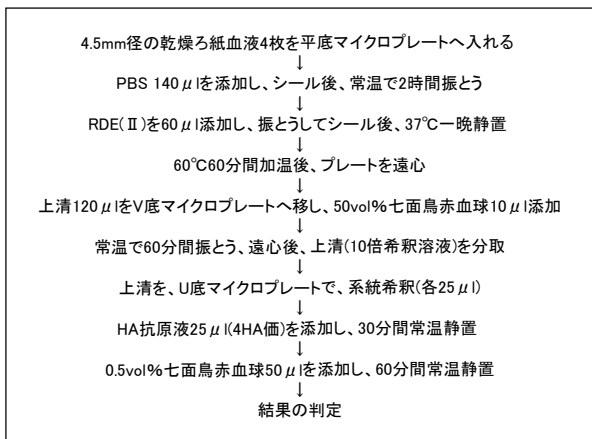 4.5mm径の乾燥ろ紙血液4枚を平底マイクロプレートへ入れる
↓
PBS 140μlを添加し、シール後、常温で2時間振とう
↓
RDE(Ⅱ)を60μl添加し、振とうしてシール後、37℃一晩静置
↓
60℃60分間加温後、プレートを遠心
↓
上清120μlをV底マイクロプレートへ移し、50vol%七面鳥赤血球10μl添加
↓
常温で60分間振とう、遠心後、上清(10倍希釈溶液)を分取
↓
上清を、U底マイクロプレートで、系統希釈(各25μl)
↓
HA抗原液25μl(4HA価)を添加し、30分間常温静置
↓
0.5vol%七面鳥赤血球50μlを添加し、60分間常温静置
↓
結果の判定